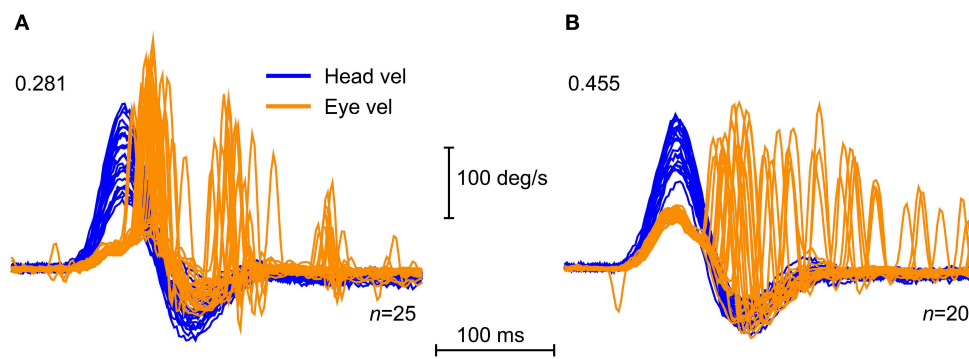 A
0.281
Head vel
Eye vel
100 deg/s
n=25
100 ms
B
0.455
n=20